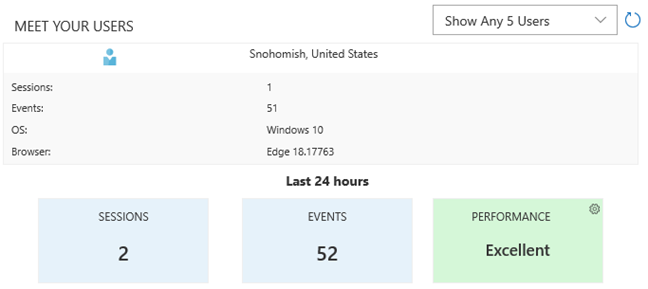 MEET YOUR USERS
Show Any 5 Users
Snohomish, United States
Sessions: 1
Events: 51
OS: Windows 10
Browser: Edge 18.17763
Last 24 hours
SESSIONS EVENTS PERFORMANCE
2 52 Excellent